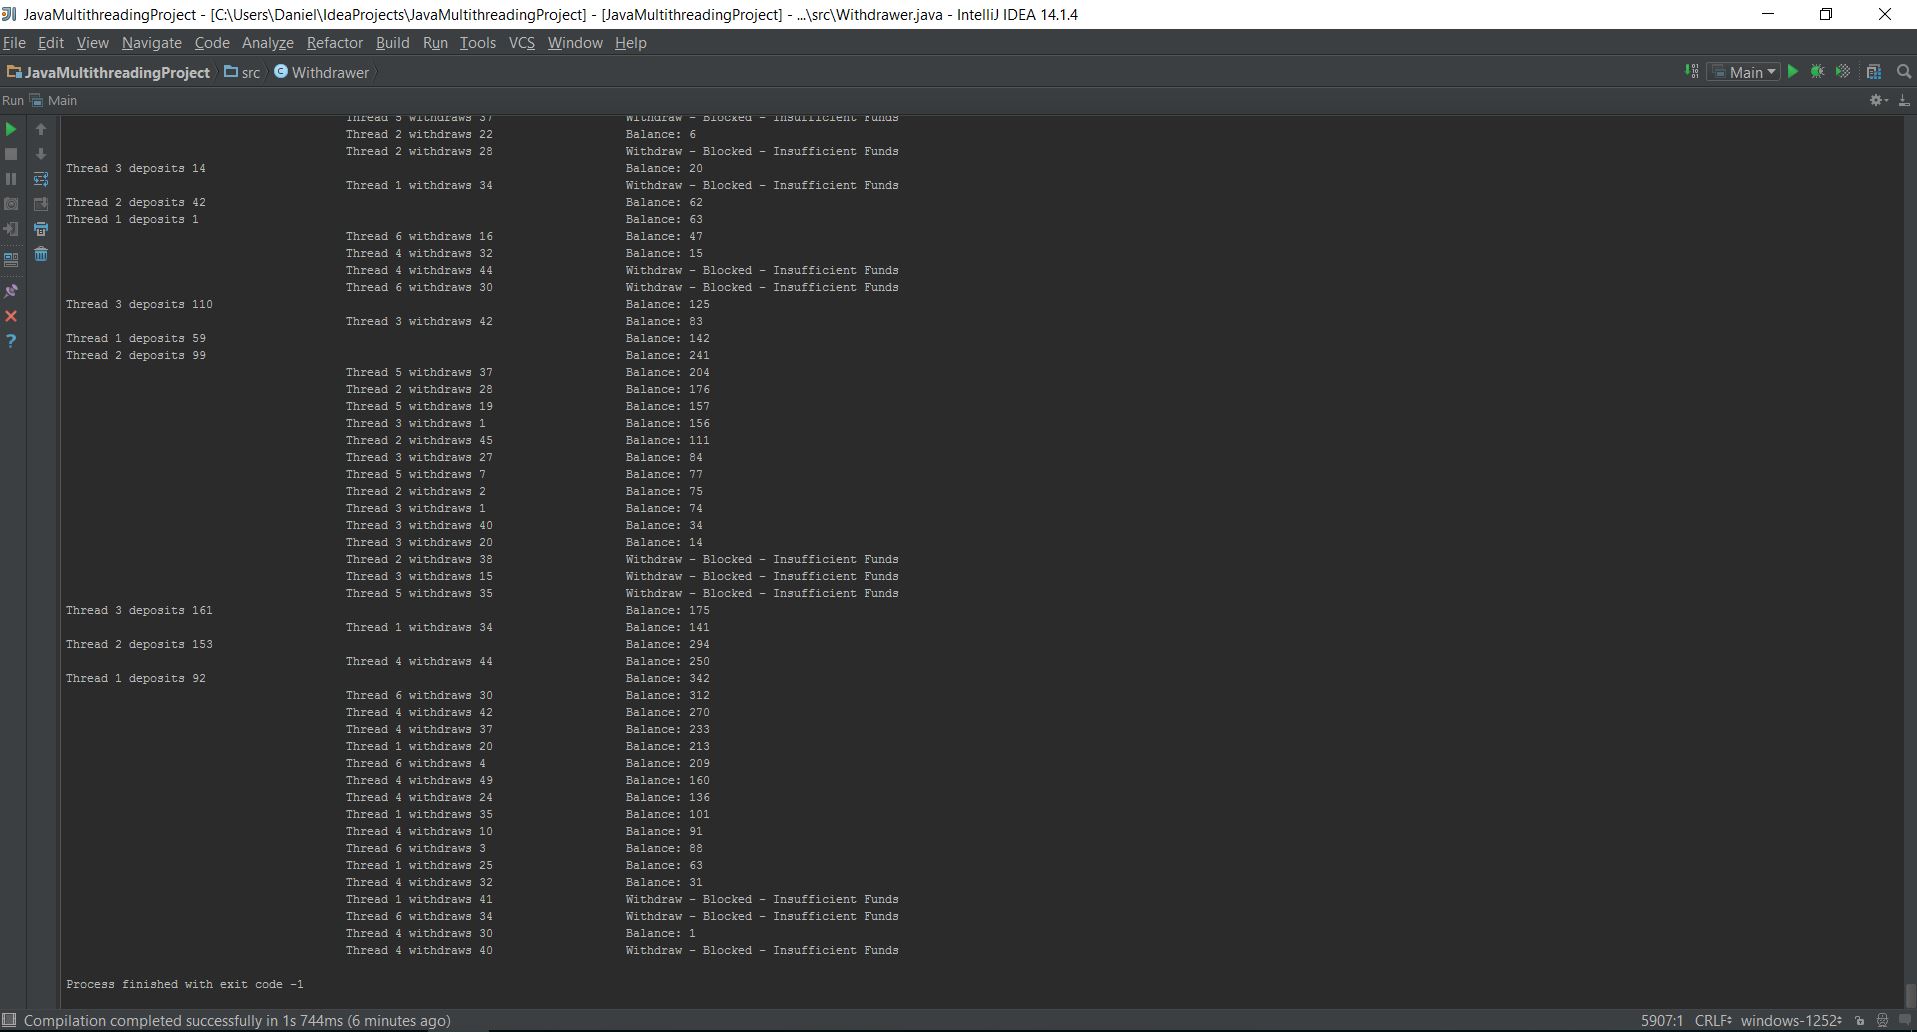 JavaMultithreadingProject - [C:\Users\Daniel\IdeaProjects\JavaMultithreadingProject] - [JavaMultithreadingProject] - ...\src\Withdrawer.java - IntelliJ IDEA 14.1.4
File Edit View Navigate Code Analyze Refactor Build Run Tools VCS Window Help
JavaMultithreadingProject src Withdrawer Main
Run Main
Thread 5 withdraws 37 Withdraw - Blocked - Insufficient Funds
Thread 2 withdraws 22 Balance: 6
Thread 2 withdraws 28 Withdraw - Blocked - Insufficient Funds
Thread 3 deposits 14 Balance: 20
Thread 1 withdraws 34 Withdraw - Blocked - Insufficient Funds
Thread 2 deposits 42 Balance: 62
Thread 1 deposits 1 Balance: 63
Thread 6 withdraws 16 Balance: 47
Thread 4 withdraws 32 Balance: 15
Thread 4 withdraws 44 Withdraw - Blocked - Insufficient Funds
Thread 6 withdraws 30 Withdraw - Blocked - Insufficient Funds
Thread 3 deposits 110 Balance: 125
Thread 3 withdraws 42 Balance: 83
Thread 1 deposits 59 Balance: 142
Thread 2 deposits 99 Balance: 241
Thread 5 withdraws 37 Balance: 204
Thread 2 withdraws 28 Balance: 176
Thread 5 withdraws 19 Balance: 157
Thread 3 withdraws 1 Balance: 156
Thread 2 withdraws 45 Balance: 111
Thread 3 withdraws 27 Balance: 84
Thread 5 withdraws 7 Balance: 77
Thread 2 withdraws 2 Balance: 75
Thread 3 withdraws 1 Balance: 74
Thread 3 withdraws 40 Balance: 34
Thread 3 withdraws 20 Balance: 14
Thread 2 withdraws 38 Withdraw - Blocked - Insufficient Funds
Thread 3 withdraws 15 Withdraw - Blocked - Insufficient Funds
Thread 5 withdraws 35 Withdraw - Blocked - Insufficient Funds
Thread 3 deposits 161 Balance: 175
Thread 1 withdraws 34 Balance: 141
Thread 2 deposits 153 Balance: 294
Thread 4 withdraws 44 Balance: 250
Thread 1 deposits 92 Balance: 342
Thread 6 withdraws 30 Balance: 312
Thread 4 withdraws 42 Balance: 270
Thread 4 withdraws 37 Balance: 233
Thread 1 withdraws 20 Balance: 213
Thread 6 withdraws 4 Balance: 209
Thread 4 withdraws 49 Balance: 160
Thread 4 withdraws 24 Balance: 136
Thread 1 withdraws 35 Balance: 101
Thread 4 withdraws 10 Balance: 91
Thread 6 withdraws 3 Balance: 88
Thread 1 withdraws 25 Balance: 63
Thread 4 withdraws 32 Balance: 31
Thread 1 withdraws 41 Withdraw - Blocked - Insufficient Funds
Thread 6 withdraws 34 Withdraw - Blocked - Insufficient Funds
Thread 4 withdraws 30 Balance: 1
Thread 4 withdraws 40 Withdraw - Blocked - Insufficient Funds
Process finished with exit code -1
Compilation completed successfully in 1s 744ms (6 minutes ago) 5907:1 CRLF windows-1252